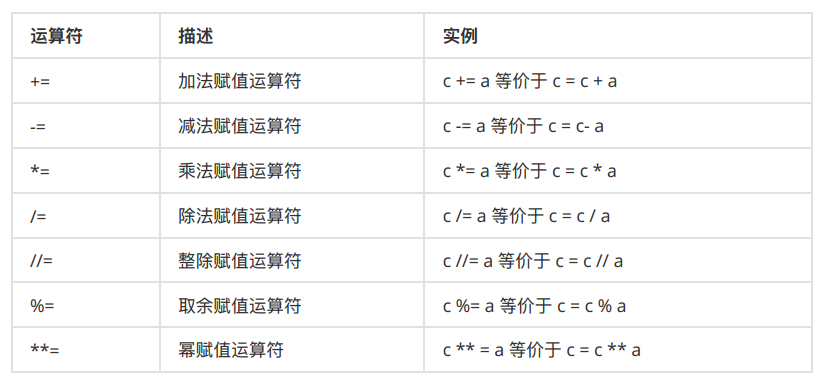 运算符 描述 实例
+= 加法赋值运算符 c += a 等价于 c = c + a
-= 减法赋值运算符 c -= a 等价于 c = c- a
*= 乘法赋值运算符 c *= a 等价于 c = c * a
/= 除法赋值运算符 c /= a 等价于 c = c / a
//= 整除赋值运算符 c //= a 等价于 c = c // a
%= 取余赋值运算符 c %= a 等价于 c = c % a
**= 幂赋值运算符 c ** = a 等价于 c = c ** a